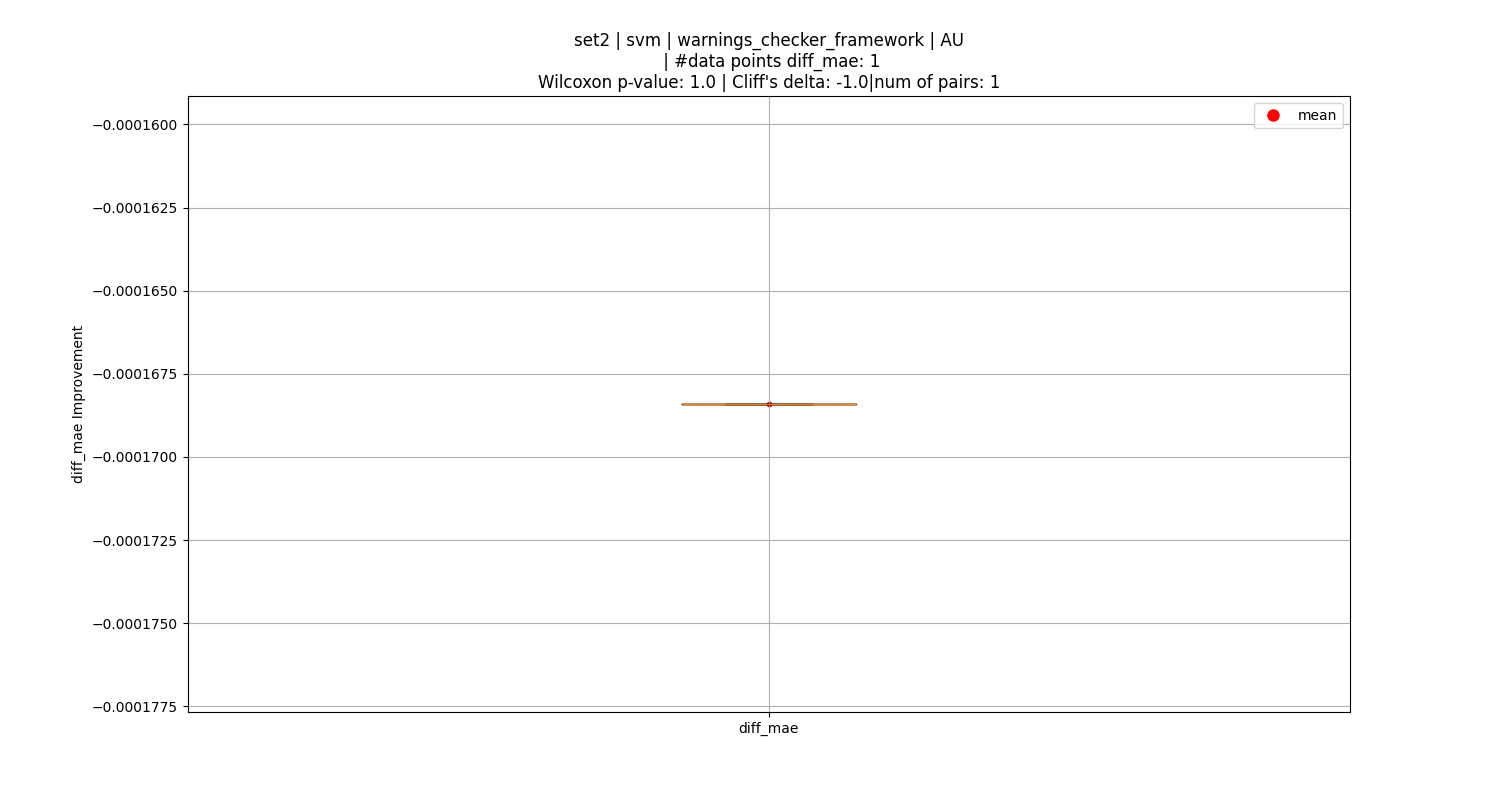 set2 | svm | warnings_checker_framework | AU
| #data points diff_mae: 1
Wilcoxon p-value: 1.0 | Cliff's delta: -1.0|num of pairs: 1
mean
−0.0001600
−0.0001625
−0.0001650
−0.0001675
−0.0001700
−0.0001725
−0.0001750
−0.0001775
diff_mae Improvement
diff_mae